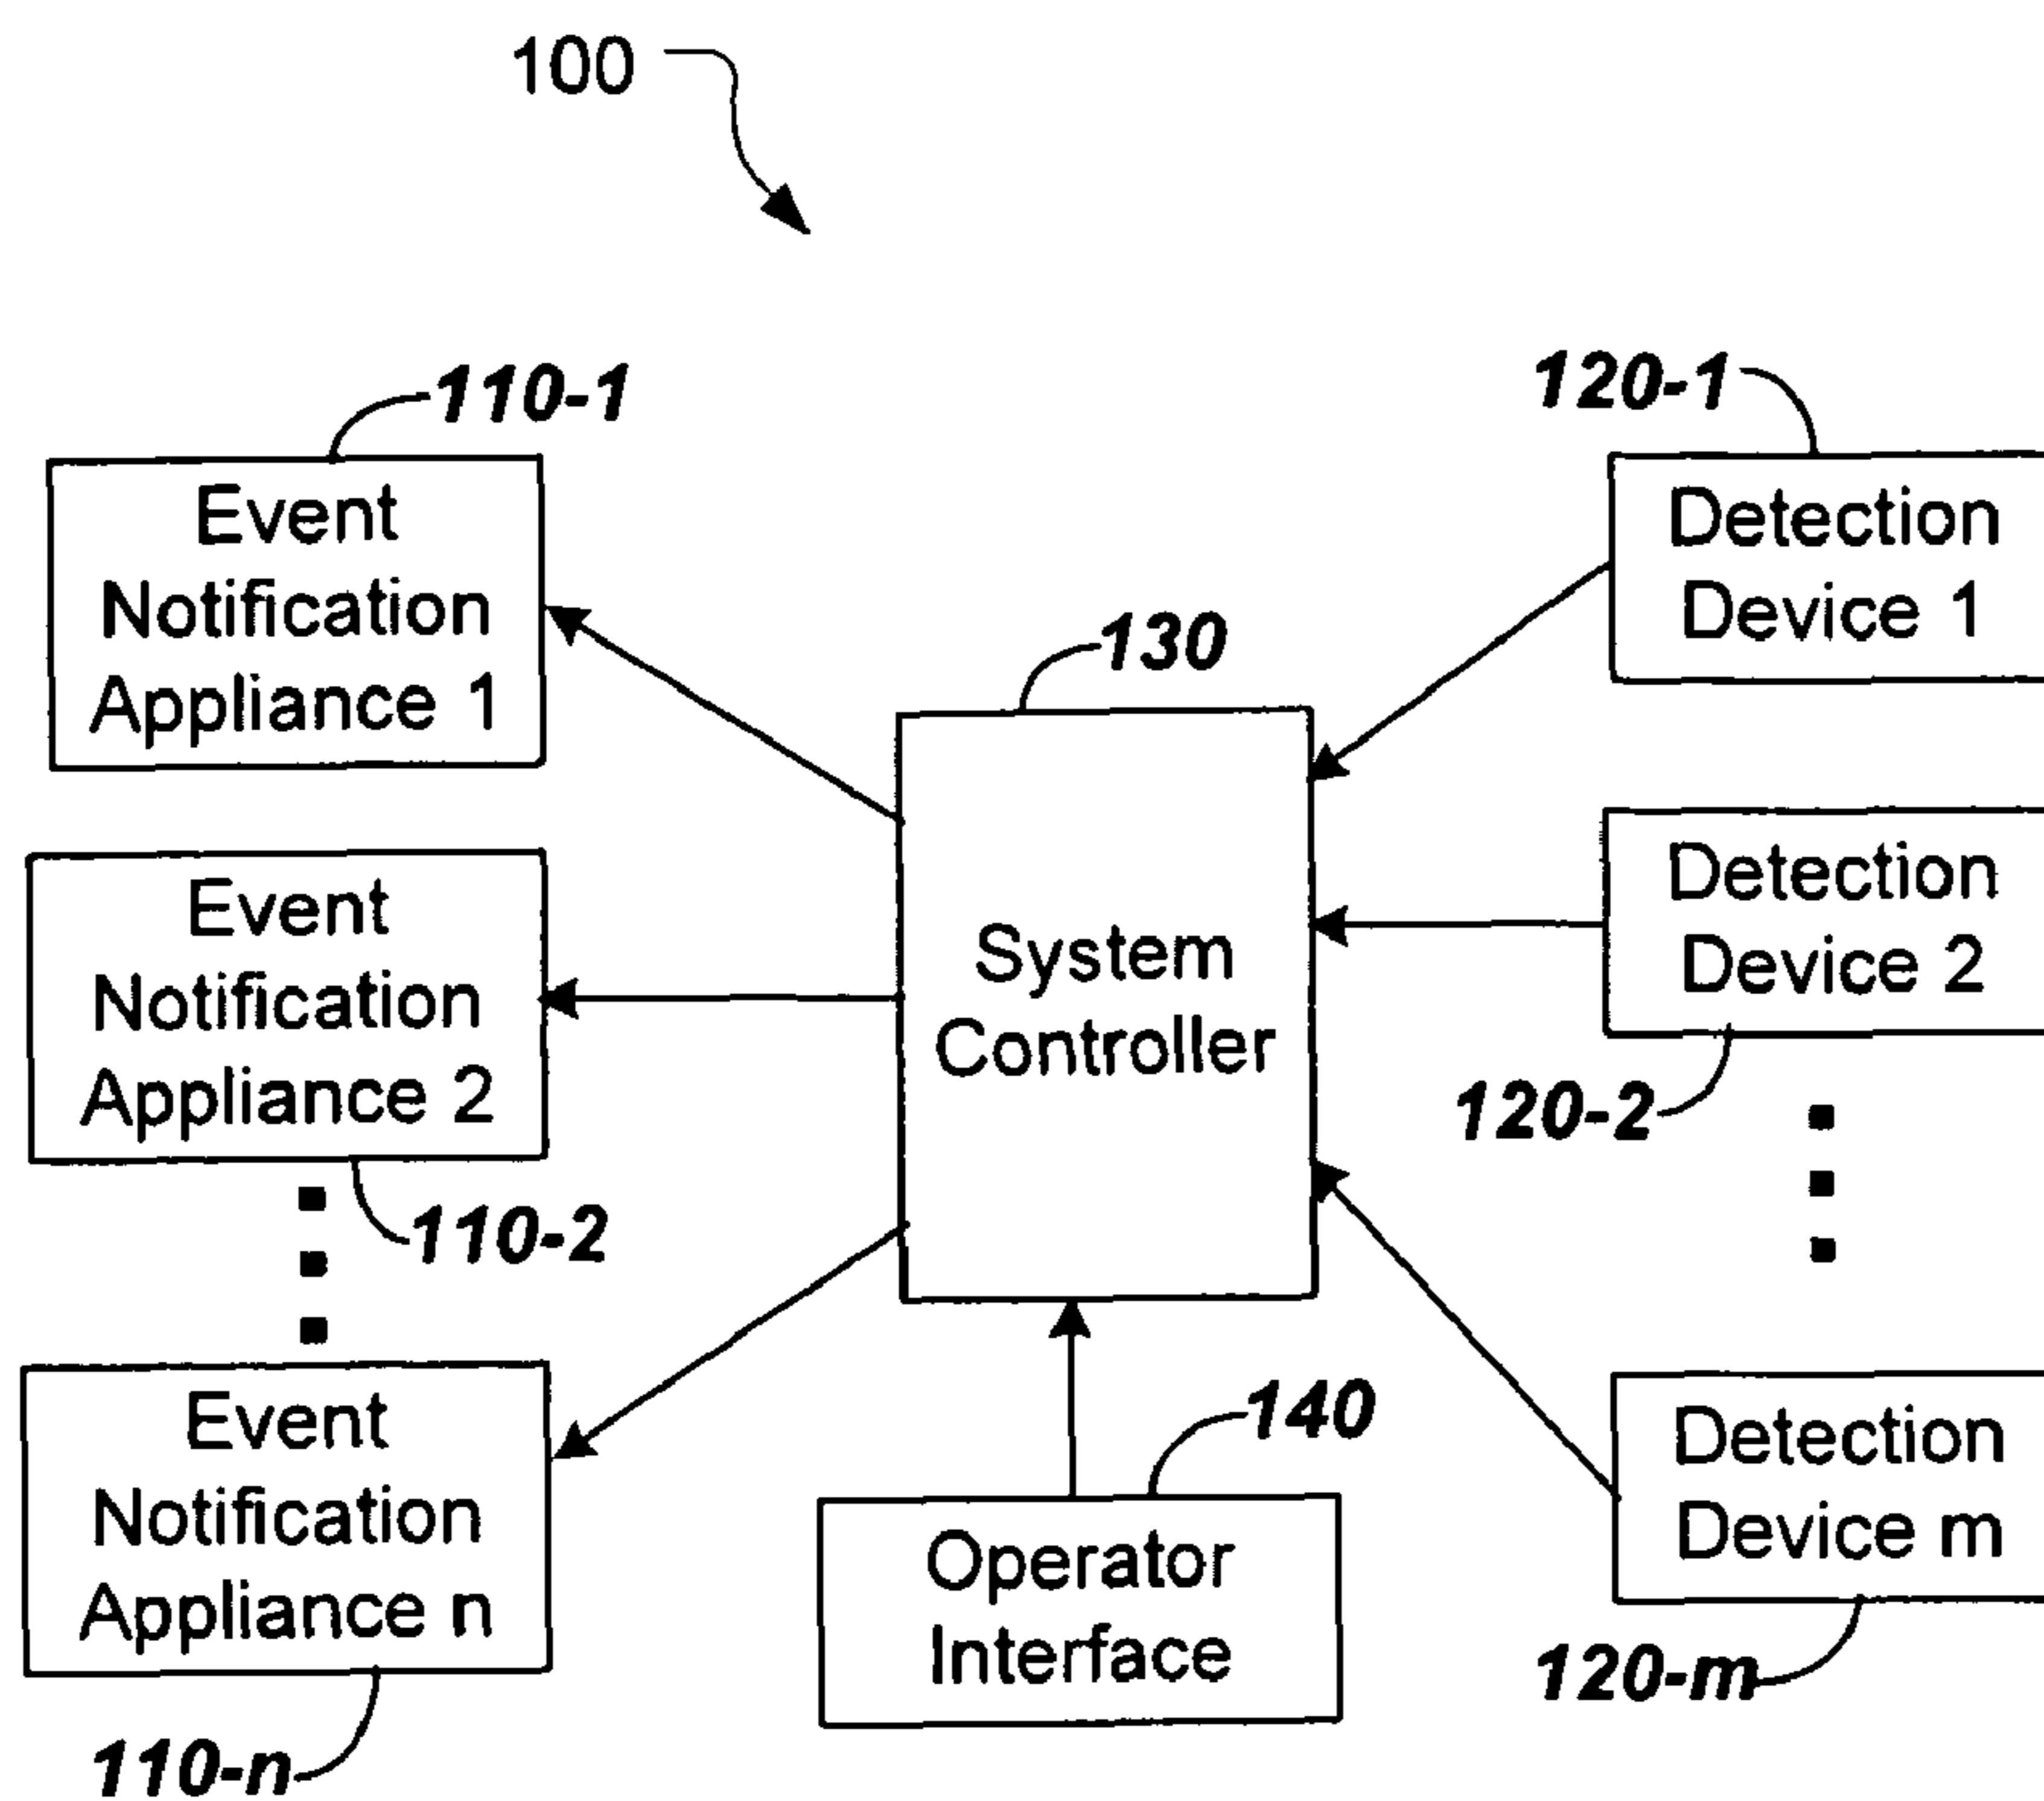 100
110-1
Event
Notification
Appliance 1
120-1
Detection
Device 1
130
System
Controller
Event
Notification
Appliance 2
110-2
Detection
Device 2
120-2
Event
Notification
Appliance n
110-n
140
Operator
Interface
Detection
Device m
120-m